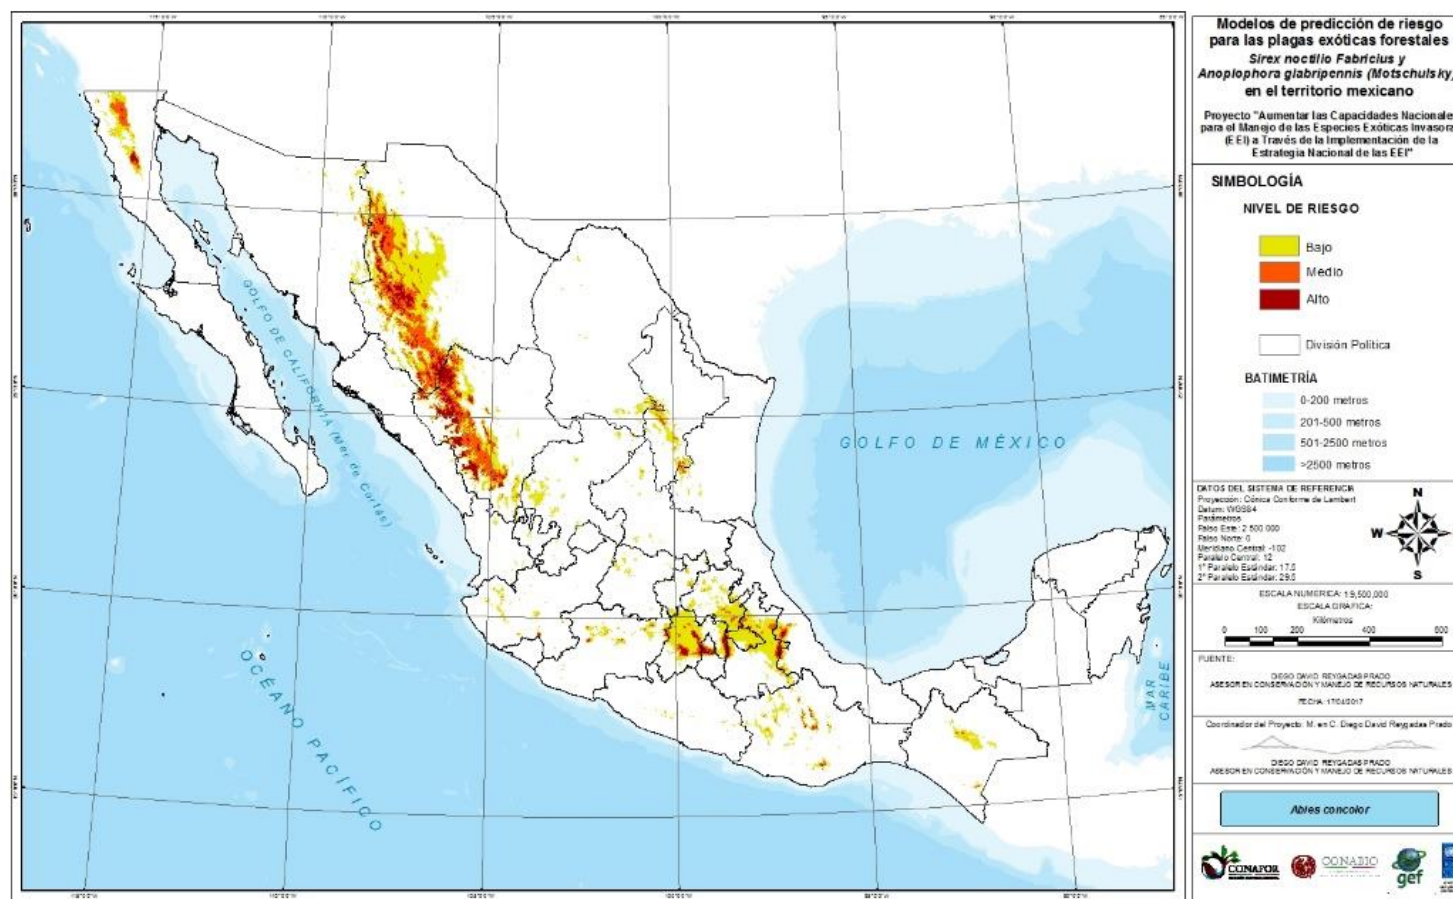 Modelos de predicción de riesgo
para las plagas exóticas forestales
Sirex noctilio Fabricius y
Anoplophora glabripennis (Motschulsky)
en el territorio mexicano
Proyecto "Aumentar las Capacidades Nacionale
para el Manejo de las Especies Exóticas Invasora
(EEI) a Través de la Implementación de la
Estrategia Nacional de las EEI"
SIMBOLOGÍA
NIVEL DE RIESGO
Bajo
Medio
Alto
División Política
BATIMETRÍA
0-200 metros
201-500 metros
501-2500 metros
>2500 metros
DATOS DEL SISTEMA DE REFERENCIA
Proyección: Cónica Conforme de Lambert
Datum: WGS84
Parámetros
Falso Este: 2 500 000
Falso Norte: 0
Meridiano Central: -102
Paralelo Central: 12
1° Paralelo Estándar: 17.5
2° Paralelo Estándar: 29.5
N
W
E
S
ESCALA NUMERICA: 1:9,500,000
ESCALA GRAFICA:
Kilómetros
0 100 200 400 600
FUENTE:
DIEGO DAVID REYGADAS PRADO
ASESOR EN CONSERVACIÓN Y MANEJO DE RECURSOS NATURALES
FECHA: 17/04/2017
Coordinador del Proyecto: M. en C. Diego David Reygadas Prado
DIEGO DAVID REYGADAS PRADO
ASESOR EN CONSERVACIÓN Y MANEJO DE RECURSOS NATURALES
Abies concolor
CONAFOR
CONABIO
gef
GOLFO DE CALIFORNIA (Mar de Cortés)
GOLFO DE MÉXICO
OCÉANO PACÍFICO
MAR CARIBE